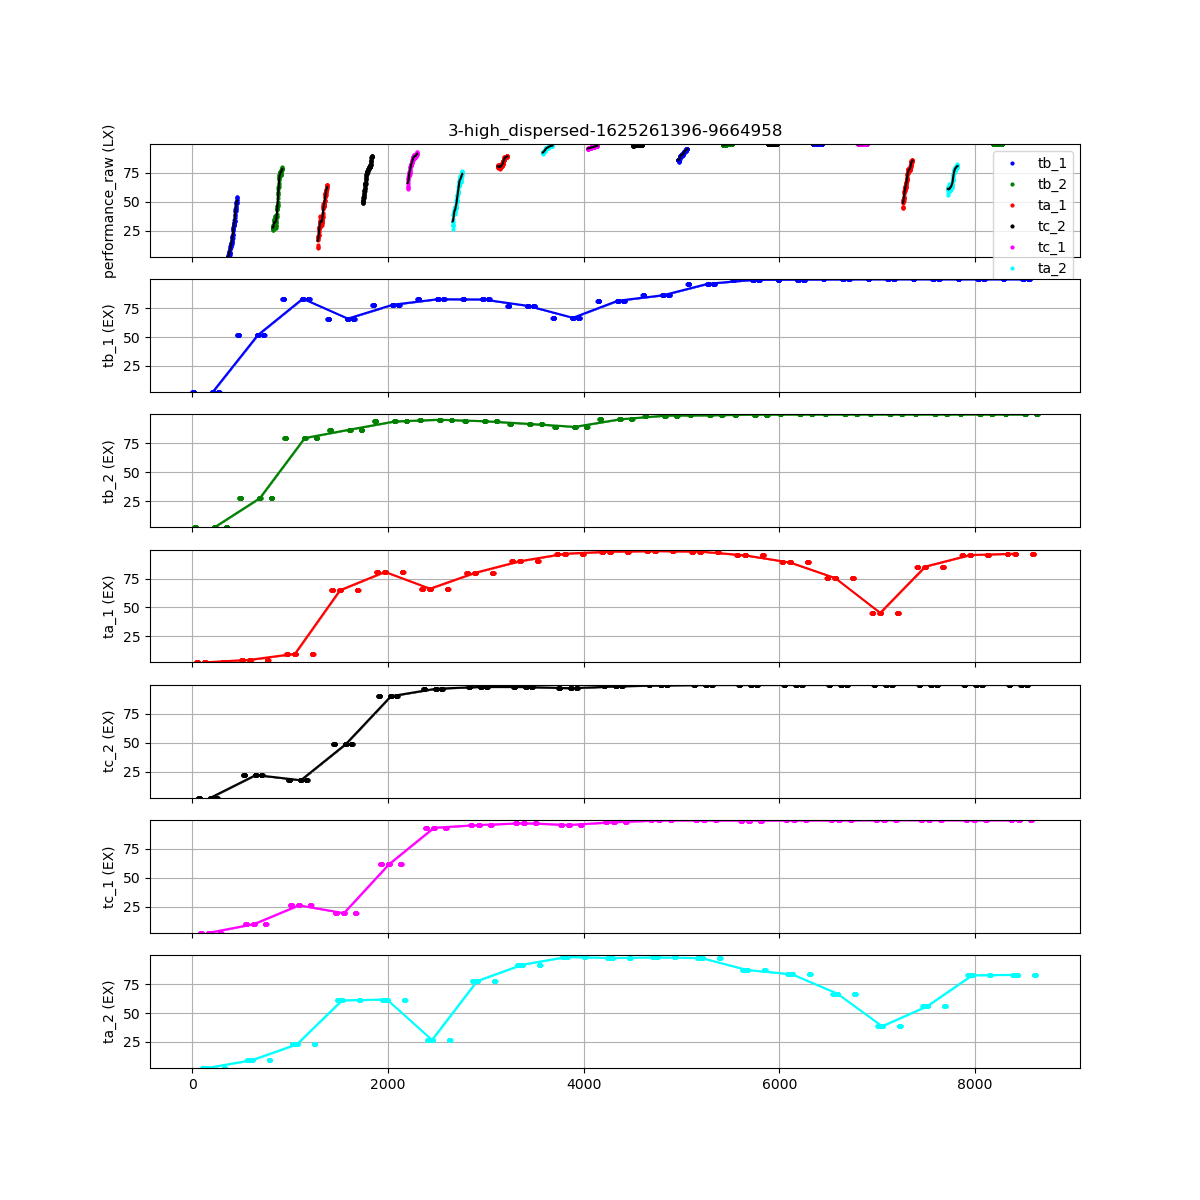 3-high_dispersed-1625261396-9664958
performance_raw (LX)
75
50
25
tb_1
tb_2
ta_1
tc_2
tc_1
ta_2
tb_1 (EX)
75
50
25
tb_2 (EX)
75
50
25
ta_1 (EX)
75
50
25
tc_2 (EX)
75
50
25
tc_1 (EX)
75
50
25
ta_2 (EX)
75
50
25
0 2000 4000 6000 8000